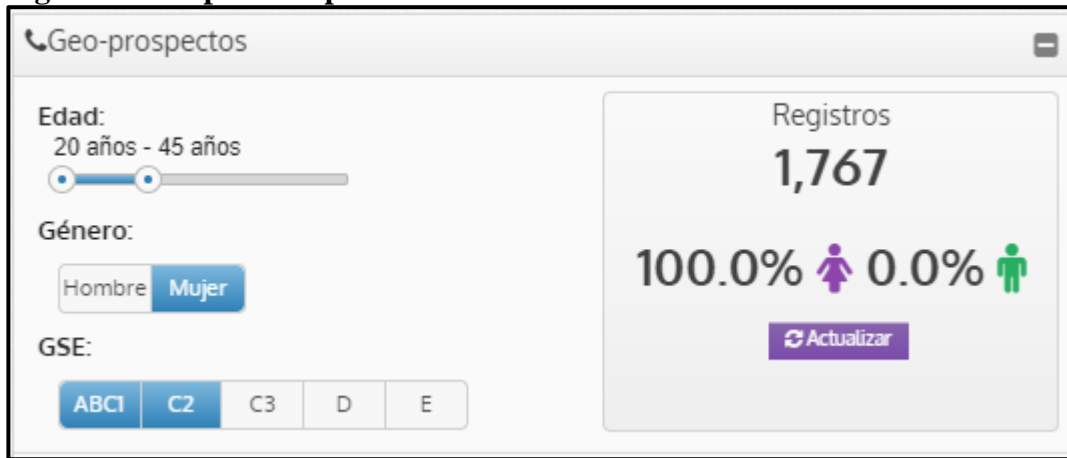 Geo-prospectos
Edad:
20 años - 45 años
Género:
Hombre Mujer
GSE:
ABC1 C2 C3 D E
Registros
1,767
100.0% 0.0%
Actualizar